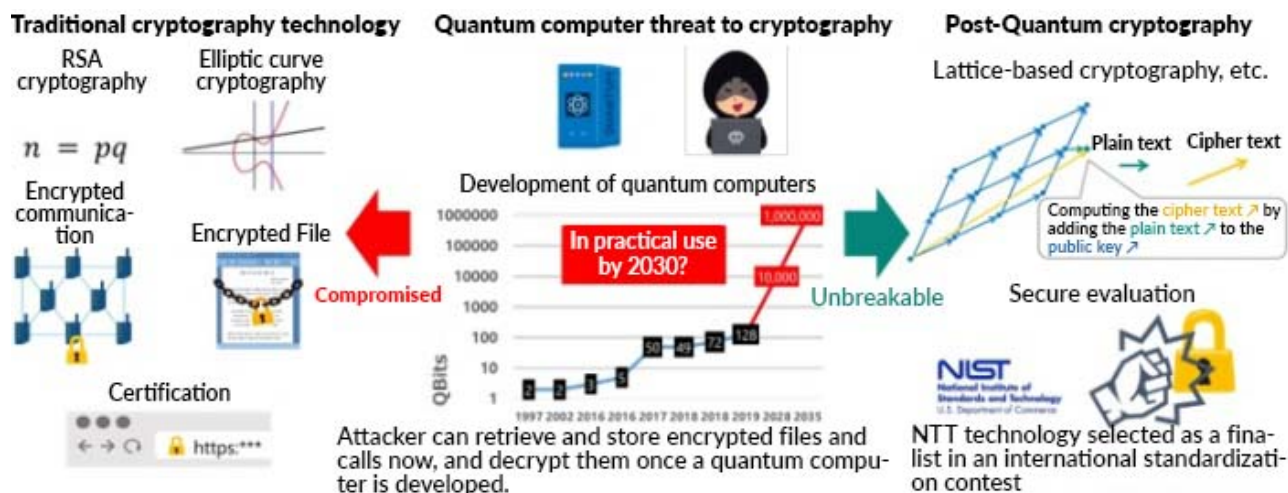 Traditional cryptography technology
RSA
cryptography
Elliptic curve
cryptography
n = pq
Encrypted
communica-
tion
Encrypted File
Certification
https:***
Compromised
Quantum computer threat to cryptography
Development of quantum computers
QBits
1000000
100000
10000
1000
100
10
1
In practical use
by 2030?
2
2
3
5
50
49
72
128
10,000
1,000,000
1997 2002 2016 2016 2017 2018 2018 2019 2028 2035
Attacker can retrieve and store encrypted files and
calls now, and decrypt them once a quantum compu-
ter is developed.
Unbreakable
Post-Quantum cryptography
Lattice-based cryptography, etc.
Plain text
Cipher text
Computing the cipher text ↗ by
adding the plain text ↗ to the
public key ↗
Secure evaluation
NIST
National Institute of
Standards and Technology
U.S. Department of Commerce
NTT technology selected as a fina-
list in an international standardizati-
on contest